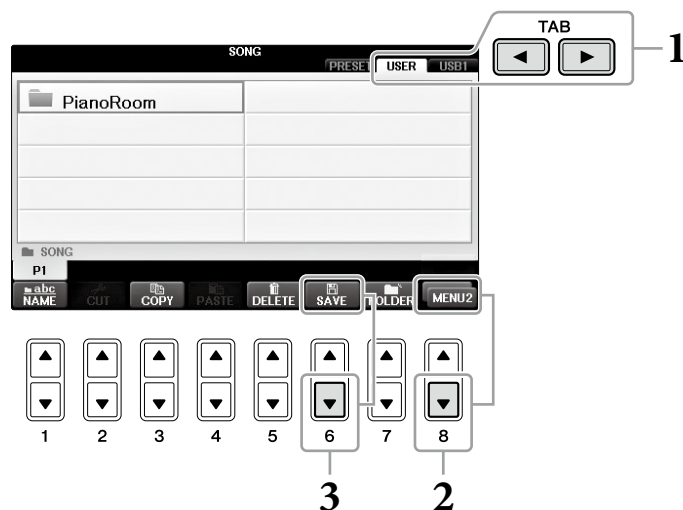 TAB
1
SONG
PRESET USER USB1
PianoRoom
SONG
P1
abc
NAME CUT COPY PASTE DELETE SAVE FOLDER MENU2
1 2 3 4 5 6 7 8
3 2